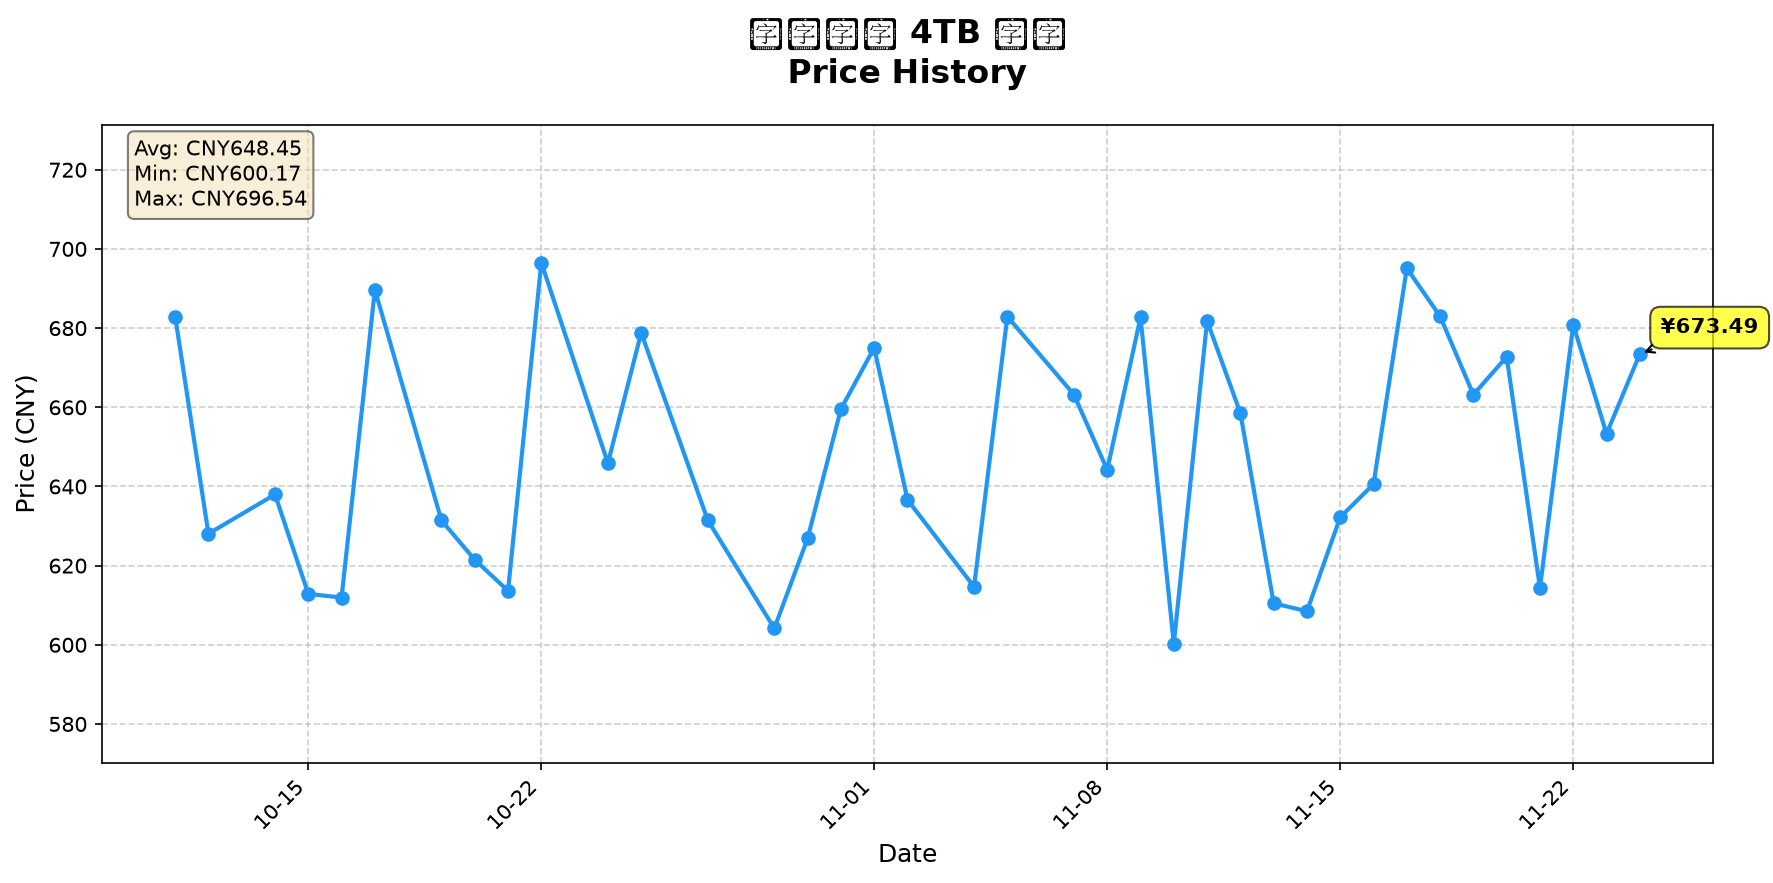 4TB
Price History
Avg: CNY648.45
Min: CNY600.17
Max: CNY696.54
720
700
680
660
640
620
600
580
Price (CNY)
¥673.49
10-15
10-22
11-01
11-08
11-15
11-22
Date